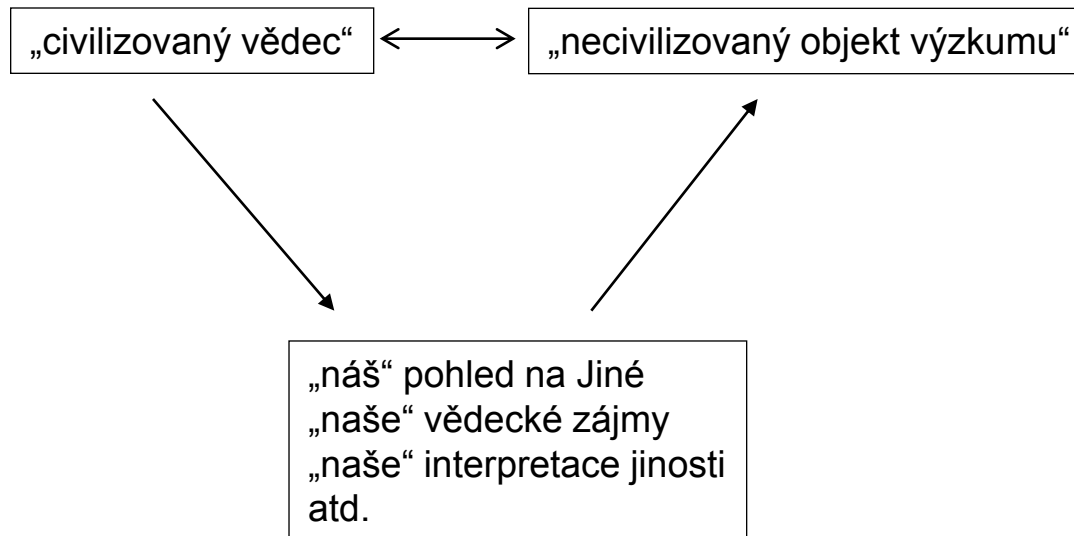 „civilizovaný vědec“
„necivilizovaný objekt výzkumu“
„náš“ pohled na Jiné
„naše“ vědecké zájmy
„naše“ interpretace jinosti
atd.